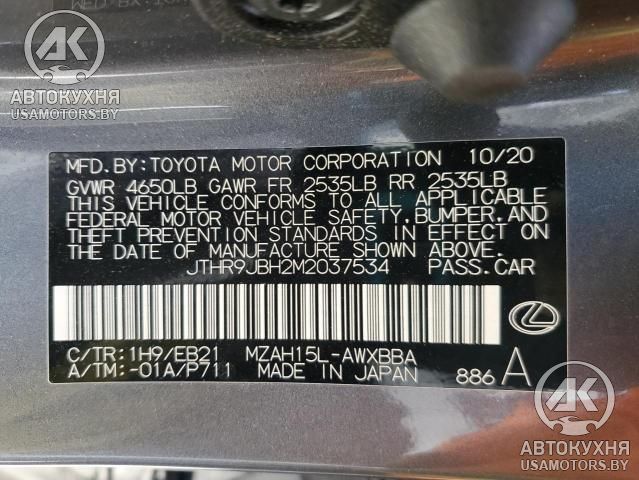 АК
АВТОКУХНЯ
USAMOTORS.BY
MFD.BY:TOYOTA MOTOR CORPORATION 10/20
GVWR 4650LB GAWR FR 2535LB RR 2535LB
THIS VEHICLE CONFORMS TO ALL APPLICABLE
FEDERAL MOTOR VEHICLE SAFETY,BUMPER,AND
THEFT PREVENTION STANDARDS IN EFFECT ON
THE DATE OF MANUFACTURE SHOWN ABOVE.
JTHR9JBH2M2037534 PASS.CAR
C/TR:1H9/EB21 MZAH15L-AWXBBA
A/TM:-01A/P711 MADE IN JAPAN 886 A
АК
АВТОКУХНЯ
USAMOTORS.BY